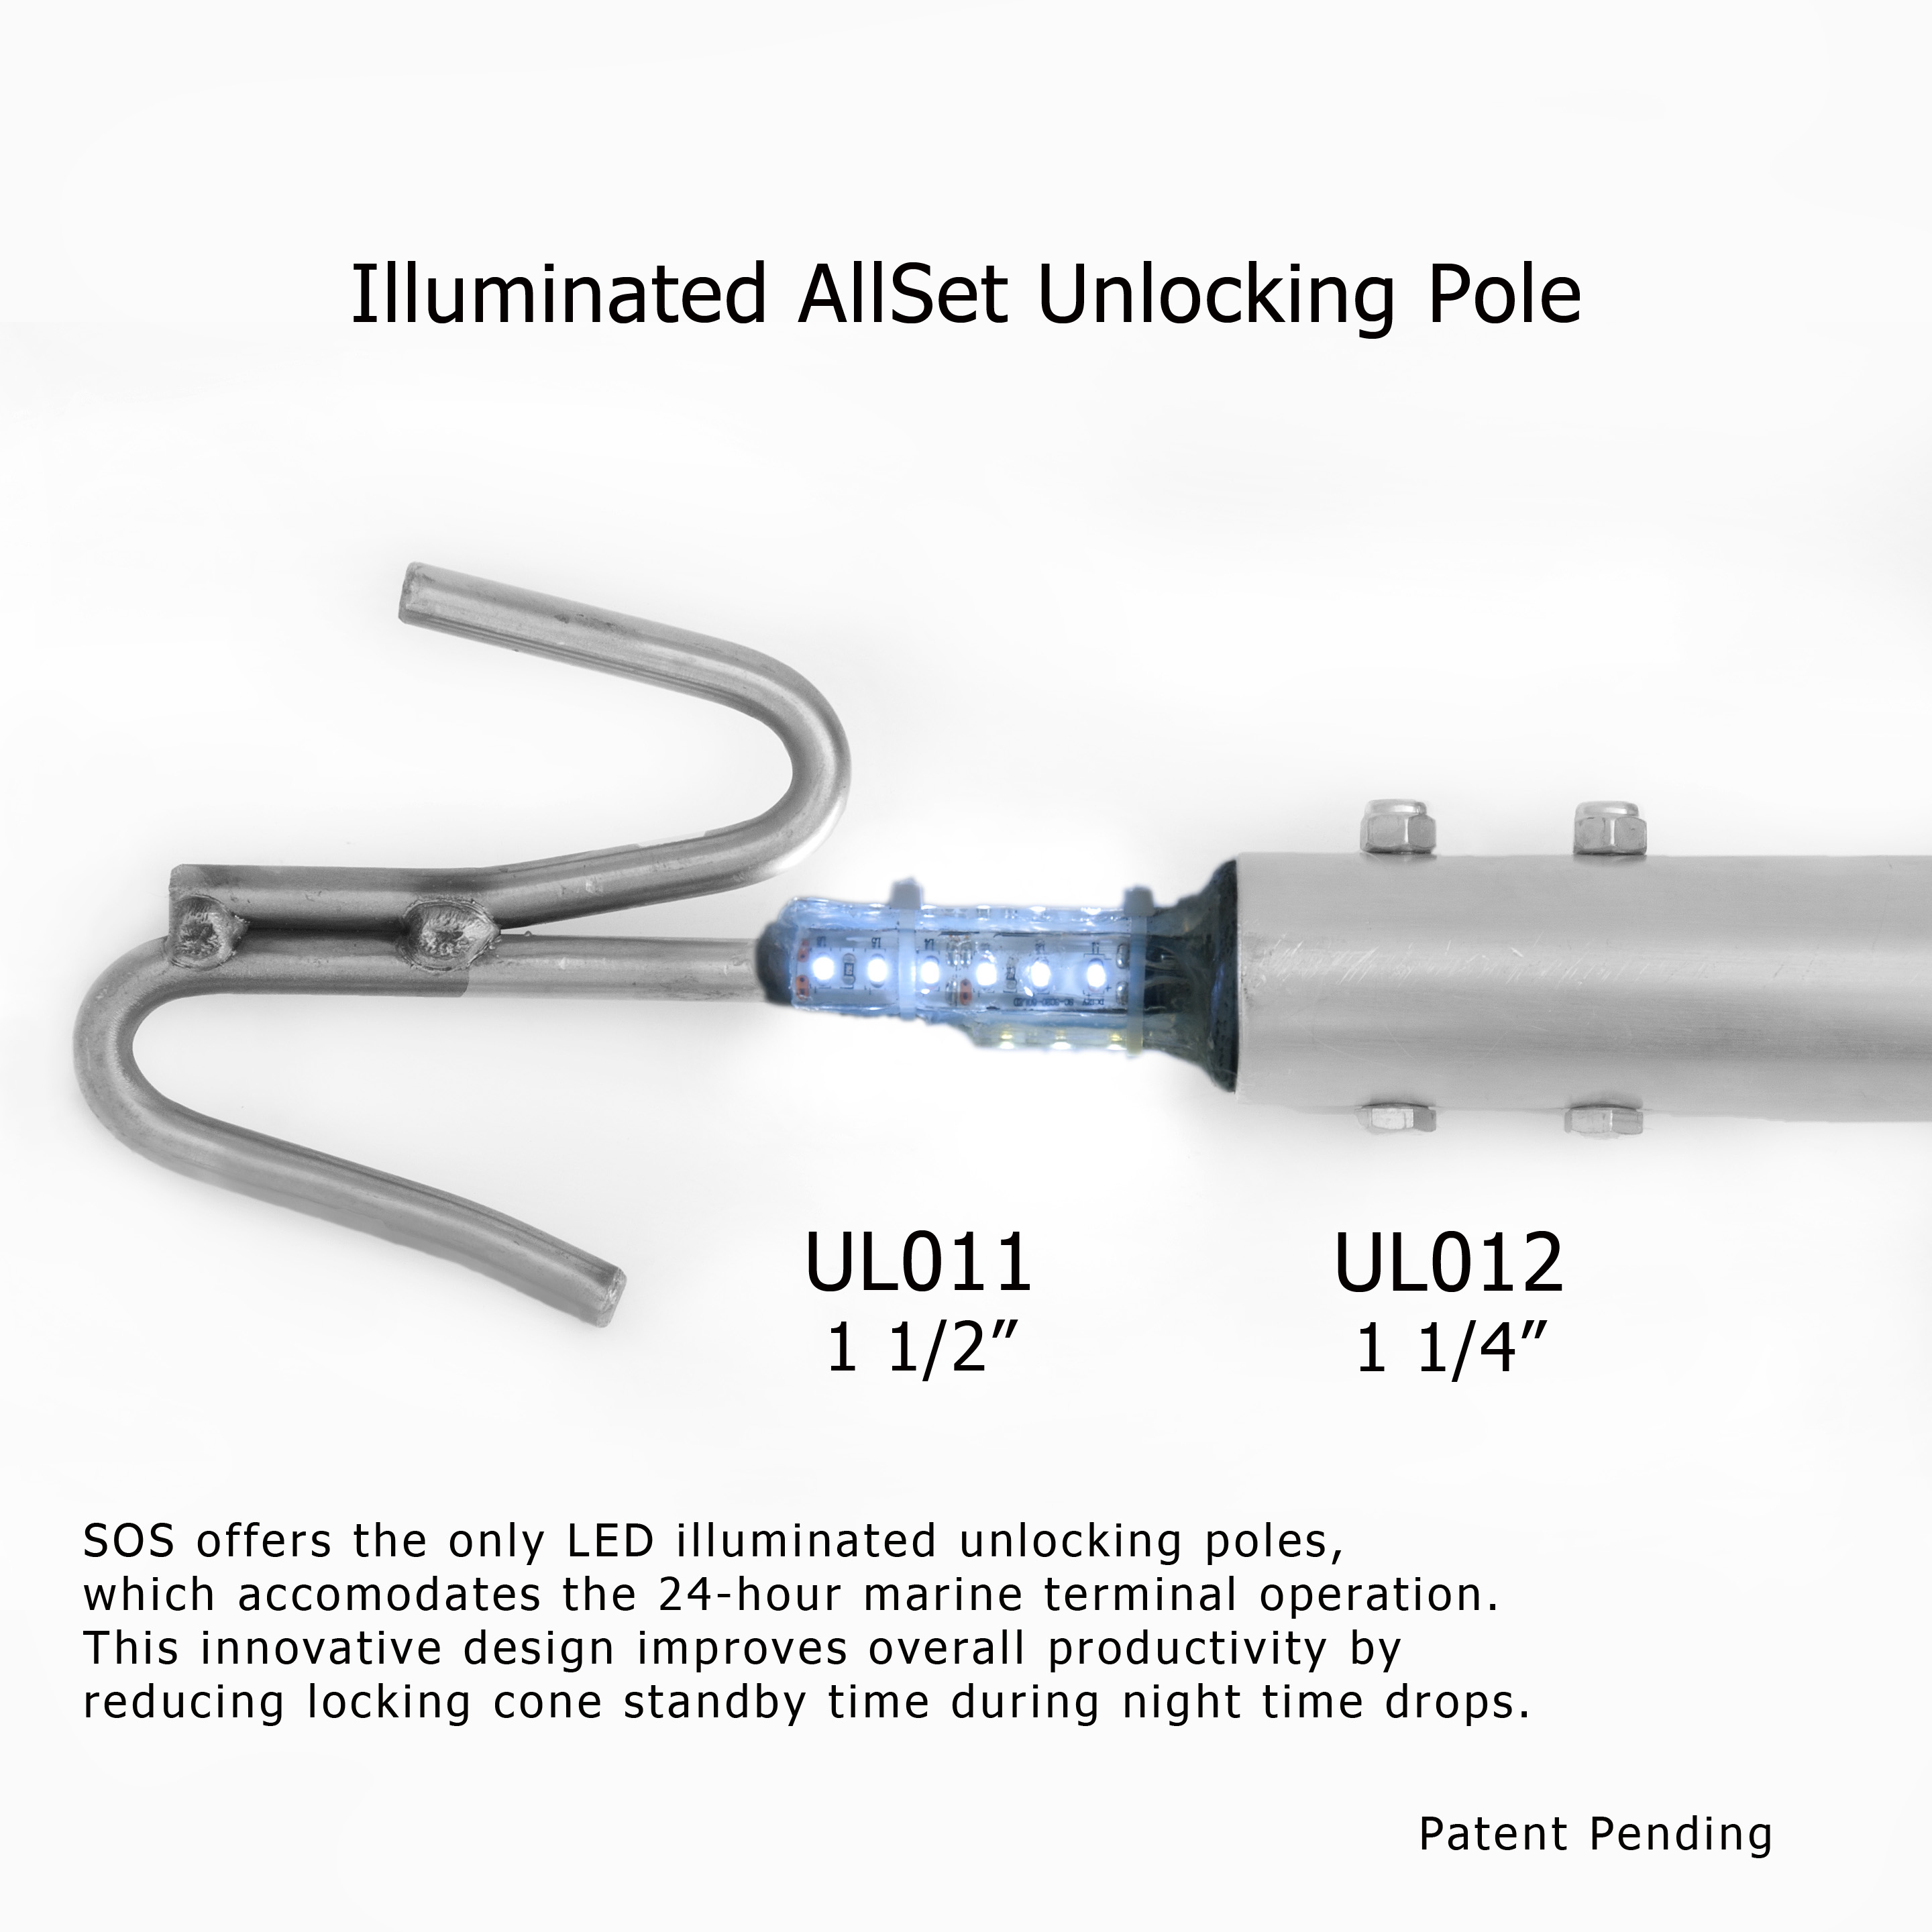 Illuminated AllSet Unlocking Pole
UL011
1 1/2”
UL012
1 1/4”
SOS offers the only LED illuminated unlocking poles,
which accomodates the 24-hour marine terminal operation.
This innovative design improves overall productivity by
reducing locking cone standby time during night time drops.
Patent Pending